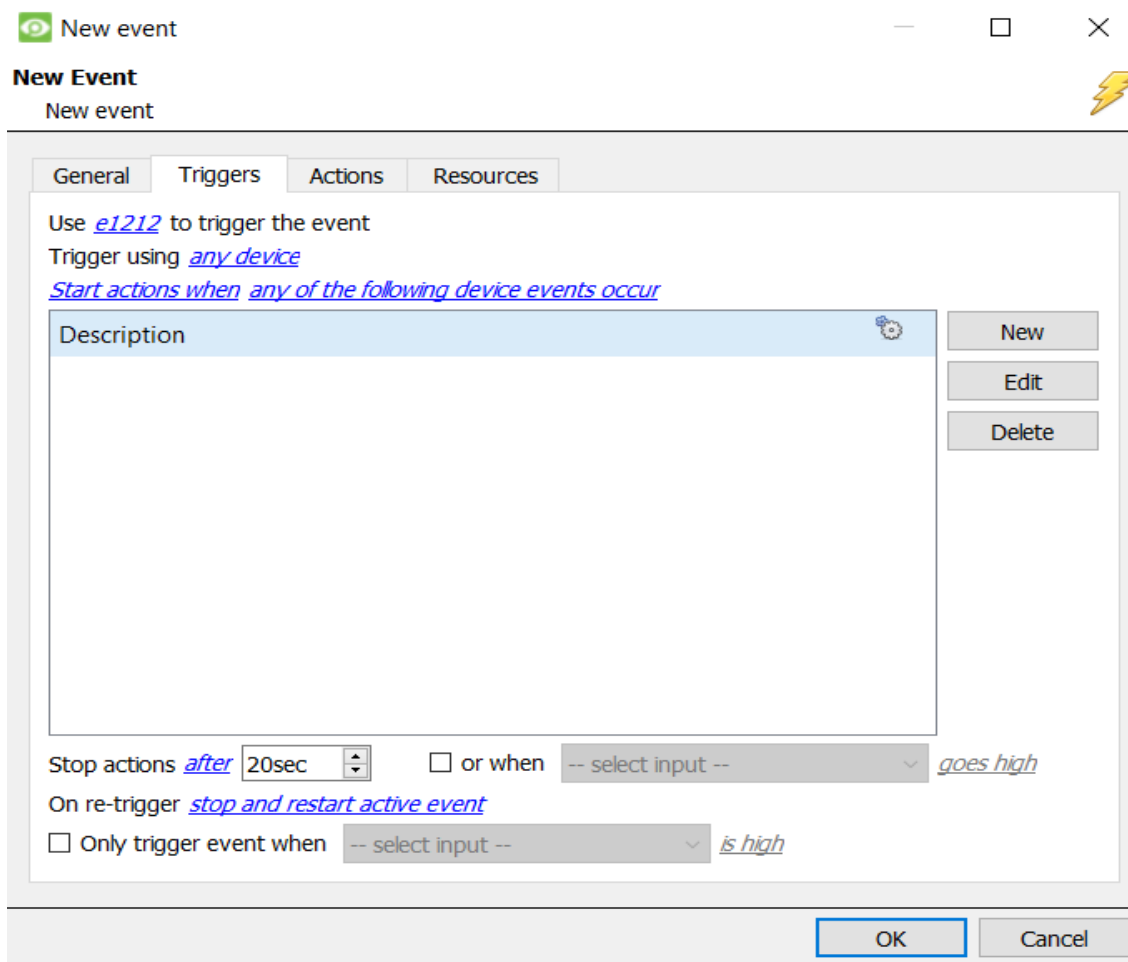 New event
New Event
New event
General Triggers Actions Resources
Use e1212 to trigger the event
Trigger using any device
Start actions when any of the following device events occur
Description
New
Edit
Delete
Stop actions after 20sec or when -- select input -- goes high
On re-trigger stop and restart active event
Only trigger event when -- select input -- is high
OK Cancel